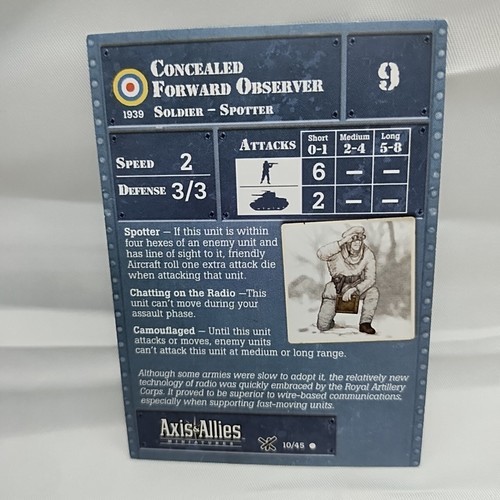 CONCEALED
FORWARD OBSERVER
9
1939 SOLDIER – SPOTTER
SPEED 2
DEFENSE 3/3
ATTACKS Short 0-1 Medium 2-4 Long 5-8
6 — —
2 — —
Spotter — If this unit is within
four hexes of an enemy unit and
has line of sight to it, friendly
Aircraft roll one extra attack die
when attacking that unit.
Chatting on the Radio —This
unit can't move during your
assault phase.
Camouflaged — Until this unit
attacks or moves, enemy units
can't attack this unit at medium or long range.
Although some armies were slow to adopt it, the relatively new
technology of radio was quickly embraced by the Royal Artillery
Corps. It proved to be superior to wire-based communications,
especially when supporting fast-moving units.
Axis & Allies
MINIATURES
10/45